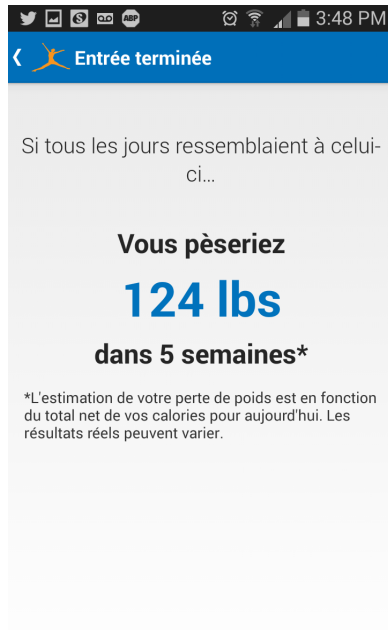 3:48 PM
Entrée terminée
Si tous les jours ressemblaient à celui-
ci...
Vous pèseriez
124 lbs
dans 5 semaines*
*L'estimation de votre perte de poids est en fonction
du total net de vos calories pour aujourd'hui. Les
résultats réels peuvent varier.